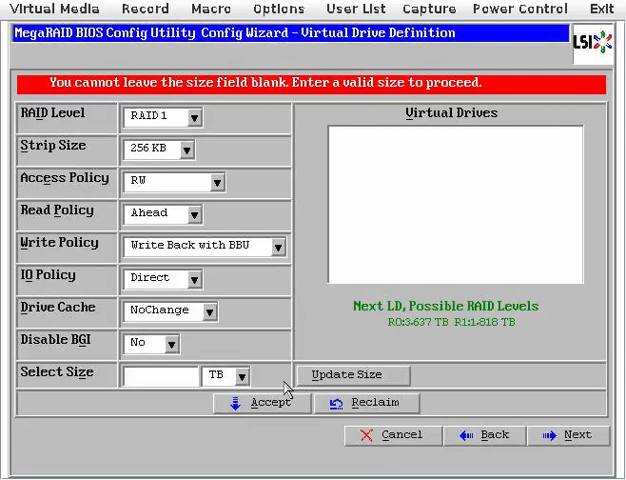 Virtual Media Record Macro Options User List Capture Power Control Exit
MegaRAID BIOS Config Utility Config Wizard - Virtual Drive Definition
LSI
You cannot leave the size field blank. Enter a valid size to proceed.
RAID Level RAID 1
Virtual Drives
Strip Size 256 KB
Access Policy RW
Read Policy Ahead
Write Policy Write Back with BBU
IO Policy Direct
Next LD, Possible RAID Levels
Drive Cache NoChange
R0:3.637 TB R1:1.818 TB
Disable BGI No
Select Size TB Update Size
Accept Reclaim
Cancel Back Next